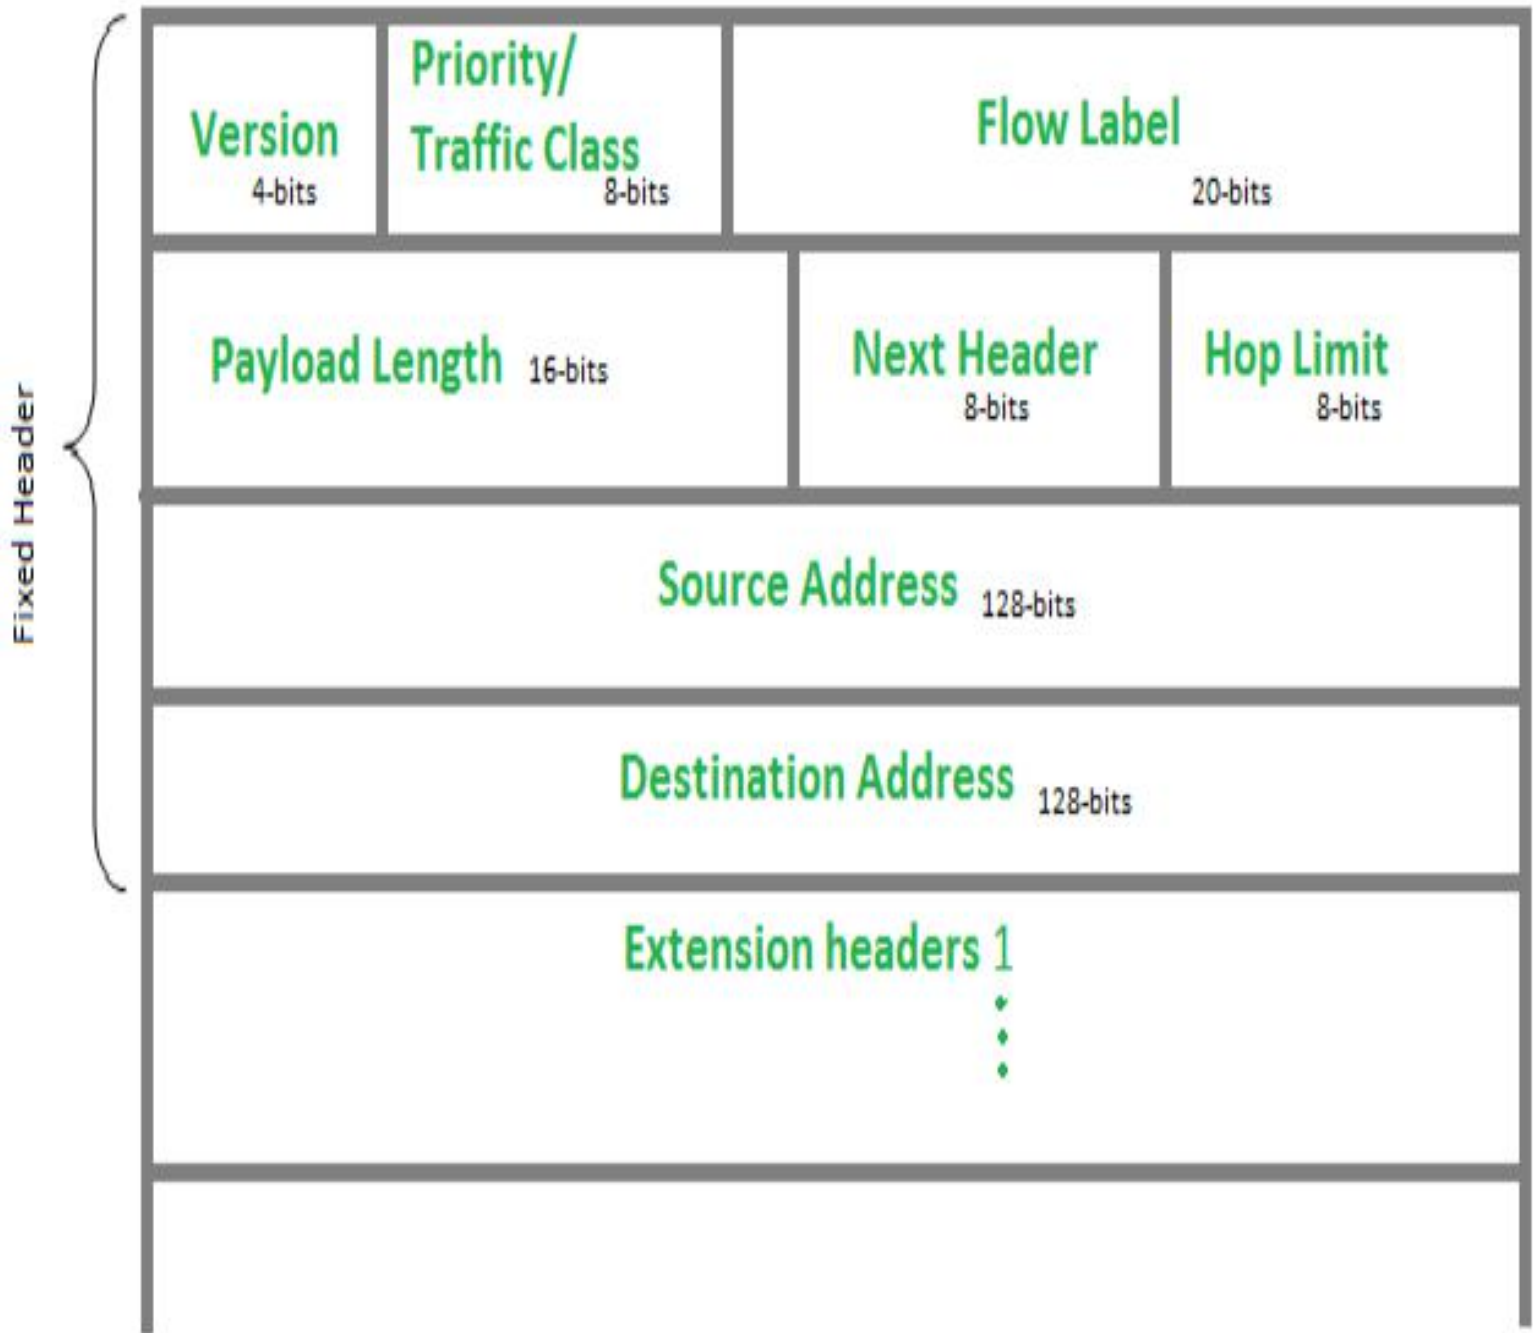 Fixed Header
Version
4-bits
Priority/
Traffic Class
8-bits
Flow Label
20-bits
Payload Length 16-bits
Next Header
8-bits
Hop Limit
8-bits
Source Address 128-bits
Destination Address 128-bits
Extension headers 1